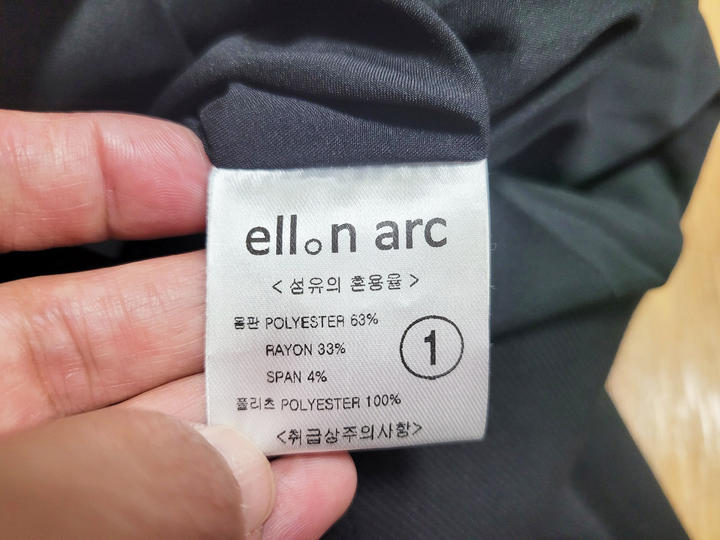 ell。n arc
<섬유의 혼용율>
몸판 POLYESTER 63%
RAYON 33%
SPAN 4%
1
플리츠 POLYESTER 100%
<취급상주의사항>